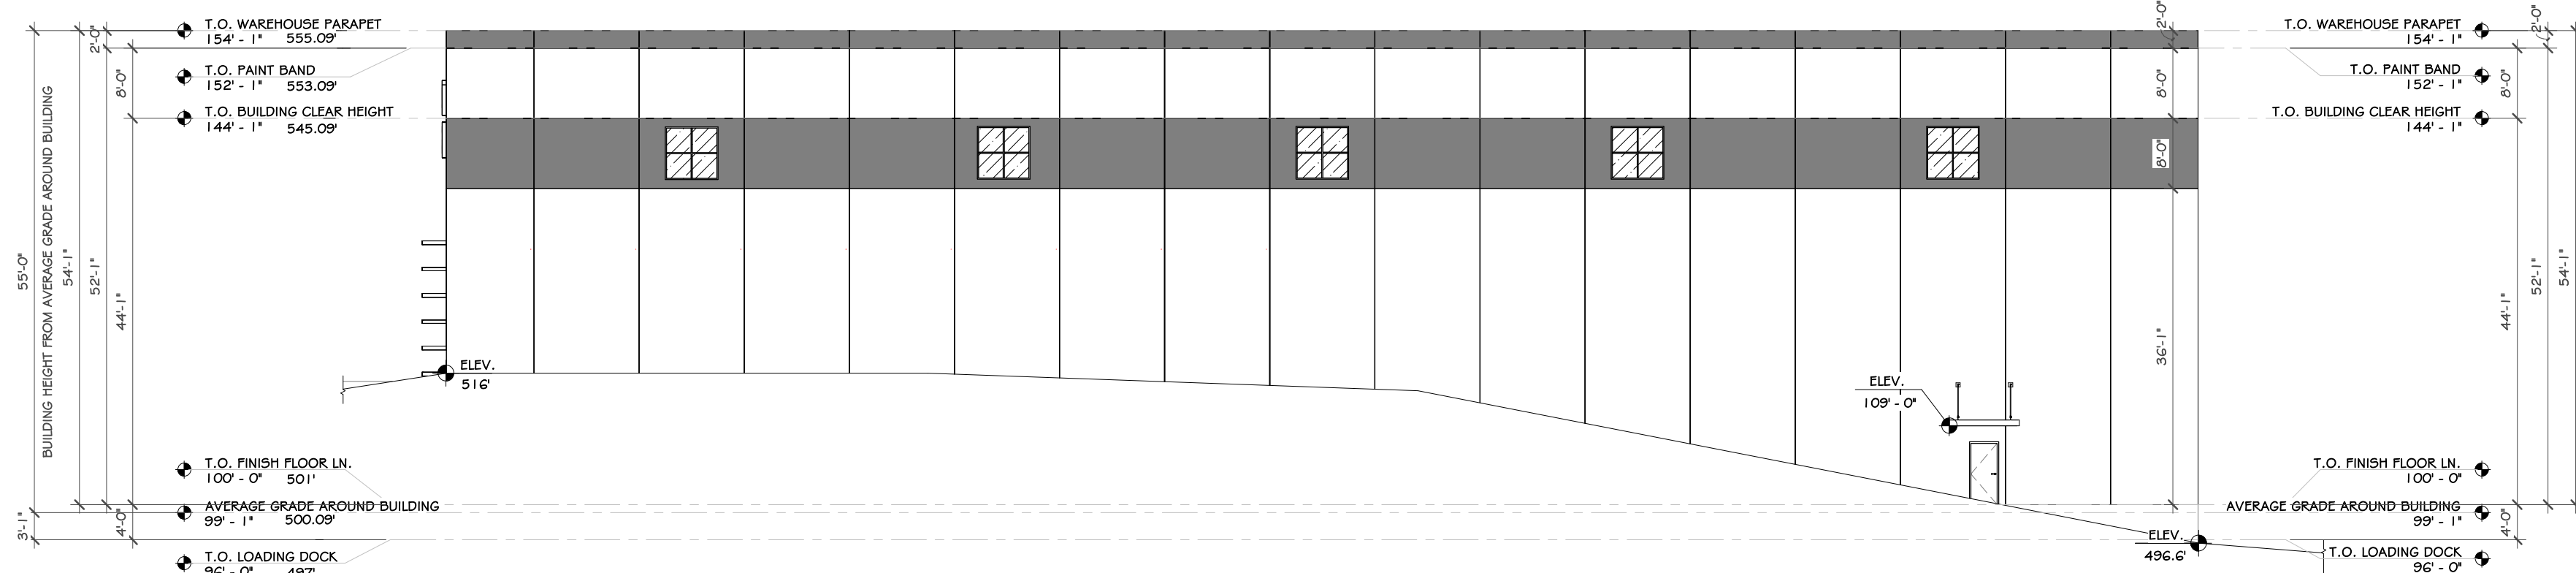 T.O. WAREHOUSE PARAPET
154' - 1" 555.09'
T.O. PAINT BAND
152' - 1" 553.09'
T.O. BUILDING CLEAR HEIGHT
144' - 1" 545.09'
2'-0"
8'-0"
44'-1"
52'-1"
54'-1"
55'-0"
BUILDING HEIGHT FROM AVERAGE GRADE AROUND BUILDING
ELEV.
516'
T.O. FINISH FLOOR LN.
100' - 0" 501'
AVERAGE GRADE AROUND BUILDING
99' - 1" 500.09'
T.O. LOADING DOCK
96' - 0" 497'
3'-1"
4'-0"
2'-0"
8'-0"
8'-0"
36'-1"
ELEV.
109' - 0"
ELEV.
496.6'
T.O. WAREHOUSE PARAPET
154' - 1"
T.O. PAINT BAND
152' - 1"
T.O. BUILDING CLEAR HEIGHT
144' - 1"
2'-0"
8'-0"
44'-1"
52'-1"
54'-1"
T.O. FINISH FLOOR LN.
100' - 0"
AVERAGE GRADE AROUND BUILDING
99' - 1"
T.O. LOADING DOCK
96' - 0"
4'-0"